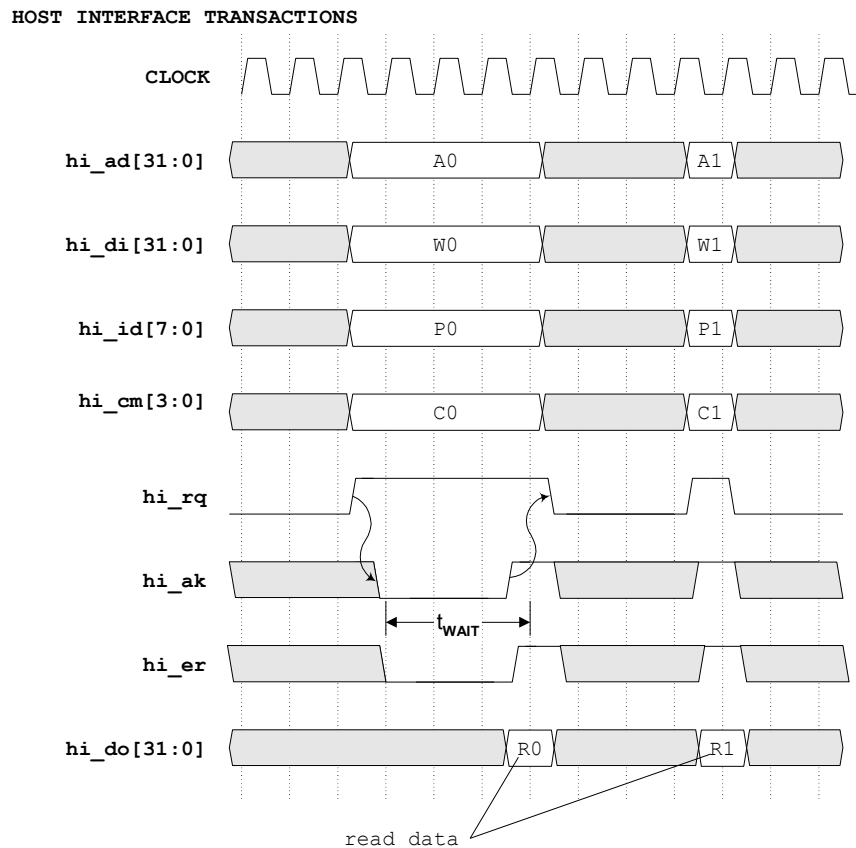 HOST INTERFACE TRANSACTIONS
CLOCK
hi_ad[31:0] A0 A1
hi_di[31:0] W0 W1
hi_id[7:0] P0 P1
hi_cm[3:0] C0 C1
hi_rq
hi_ak
tWAIT
hi_er
hi_do[31:0] R0 R1
read data